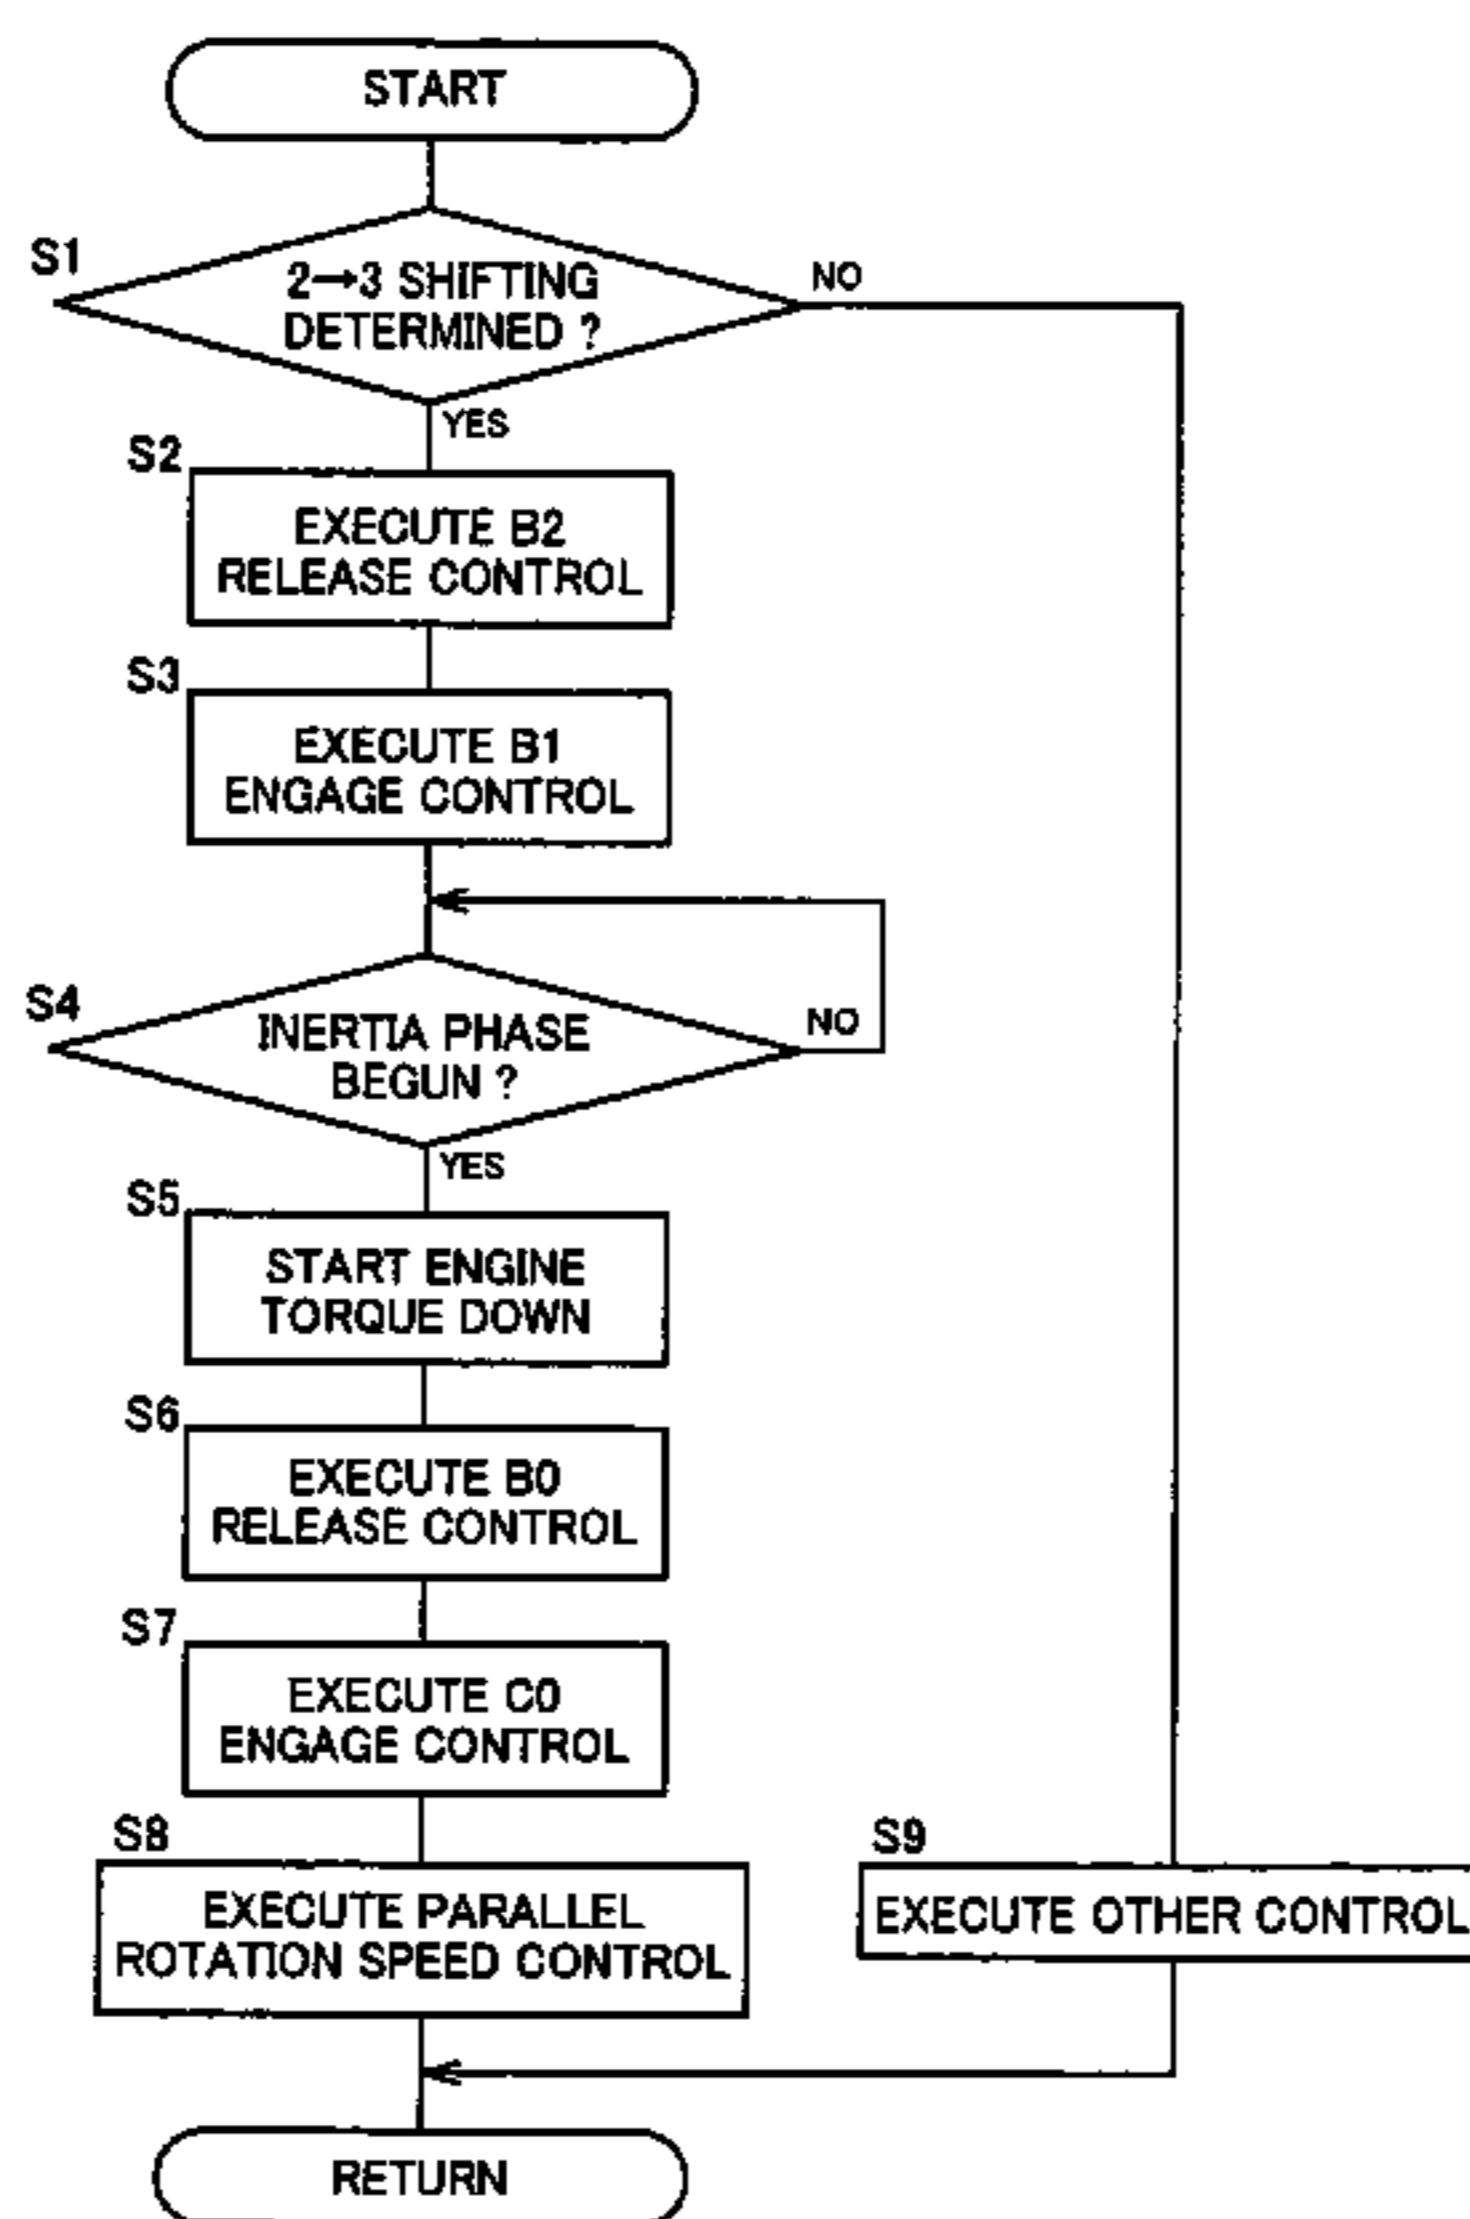 START
S1
2→3 SHIFTING
DETERMINED ?
NO
YES
S2
EXECUTE B2
RELEASE CONTROL
S3
EXECUTE B1
ENGAGE CONTROL
S4
INERTIA PHASE
BEGUN ?
NO
YES
S5
START ENGINE
TORQUE DOWN
S6
EXECUTE B0
RELEASE CONTROL
S7
EXECUTE C0
ENGAGE CONTROL
S8
EXECUTE PARALLEL
ROTATION SPEED CONTROL
S9
EXECUTE OTHER CONTROL
RETURN